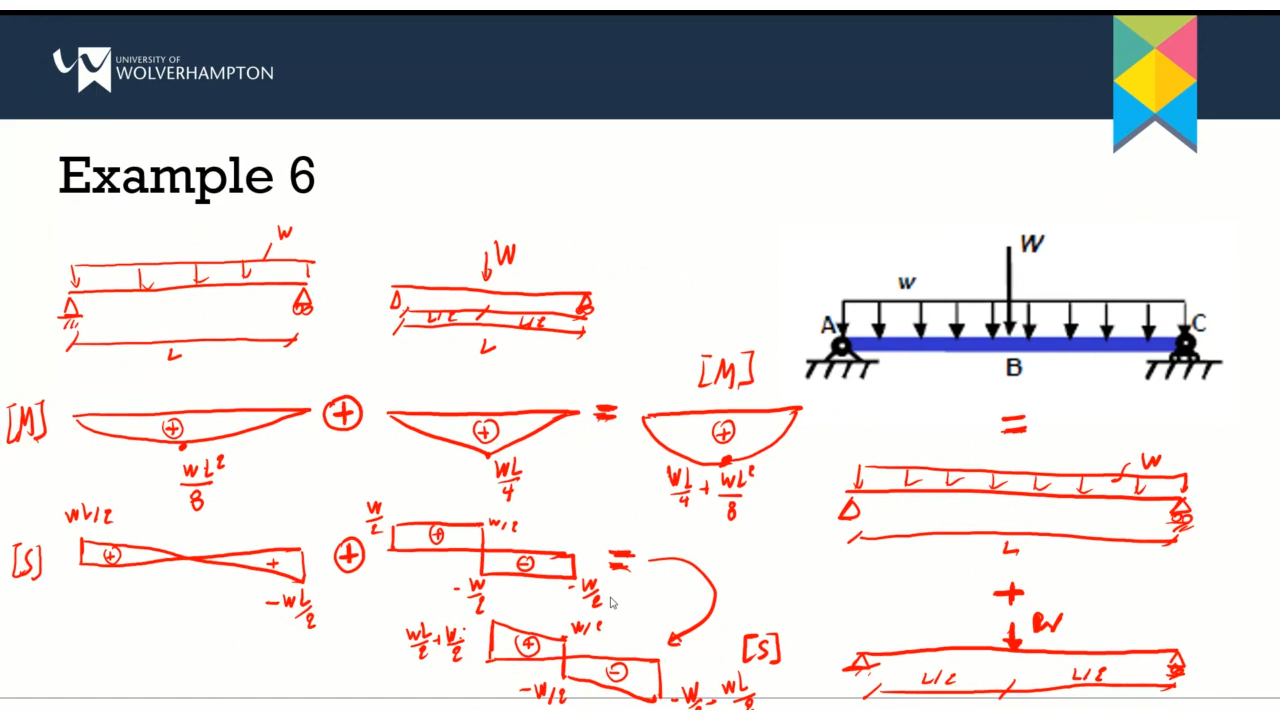 UNIVERSITY OF
WOLVERHAMPTON
Example 6
w
W
L
L/2 L/2
L
W
w
A
B
C
[M]
+
+
+
=
[M]
+
wL²/8
WL/4
WL/4 + wL²/8
=
w
L
[S]
wL/2
+
+
-wL/2
+
W/2
+
W/2
-
-W/2
-W/2
=
wL/2 + W/2
+
W/2
-
-W/2
[S]
+
W
L/2 L/2